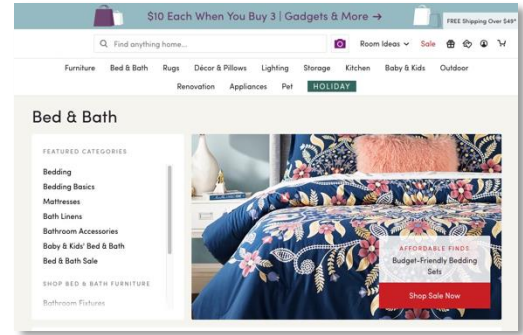 $10 Each When You Buy 3 | Gadgets & More →
FREE Shipping Over $49*
Find anything home...
Room Ideas
Sale
Furniture Bed & Bath Rugs Décor & Pillows Lighting Storage Kitchen Baby & Kids Outdoor
Renovation Appliances Pet HOLIDAY
Bed & Bath
FEATURED CATEGORIES
Bedding
Bedding Basics
Mattresses
Bath Linens
Bathroom Accessories
Baby & Kids' Bed & Bath
Bed & Bath Sale
SHOP BED & BATH FURNITURE
Bathroom Fixtures
AFFORDABLE FINDS
Budget-Friendly Bedding
Sets
Shop Sale Now